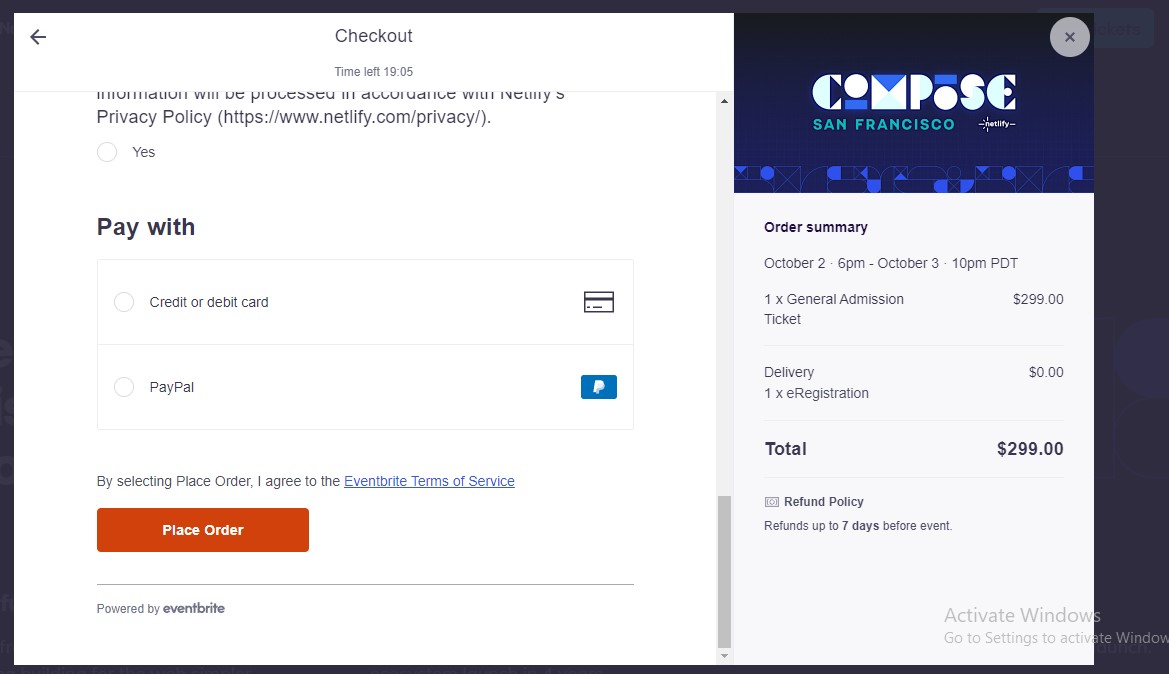 Checkout
Time left 19:05
information will be processed in accordance with Netlify's
Privacy Policy (https://www.netlify.com/privacy/).
Yes
Pay with
Credit or debit card
PayPal
By selecting Place Order, I agree to the Eventbrite Terms of Service
Place Order
Powered by eventbrite
COMPOSE
SAN FRANCISCO
netlify
Order summary
October 2 · 6pm - October 3 · 10pm PDT
1 x General Admission $299.00
Ticket
Delivery $0.00
1 x eRegistration
Total $299.00
Refund Policy
Refunds up to 7 days before event.
Activate Windows
Go to Settings to activate Window